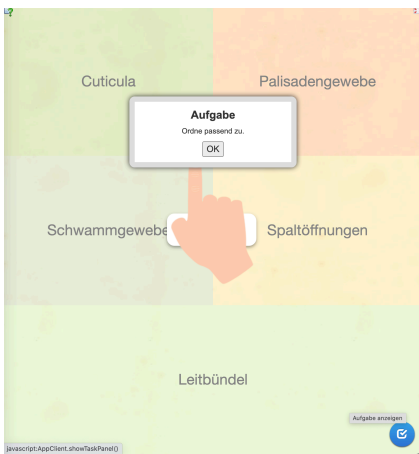 ?
Cuticula
Palisadengewebe
Aufgabe
Ordne passend zu.
OK
Schwammgewebe
Spaltöffnungen
Leitbündel
Aufgabe anzeigen
javascript:AppClient.showTaskPanel()